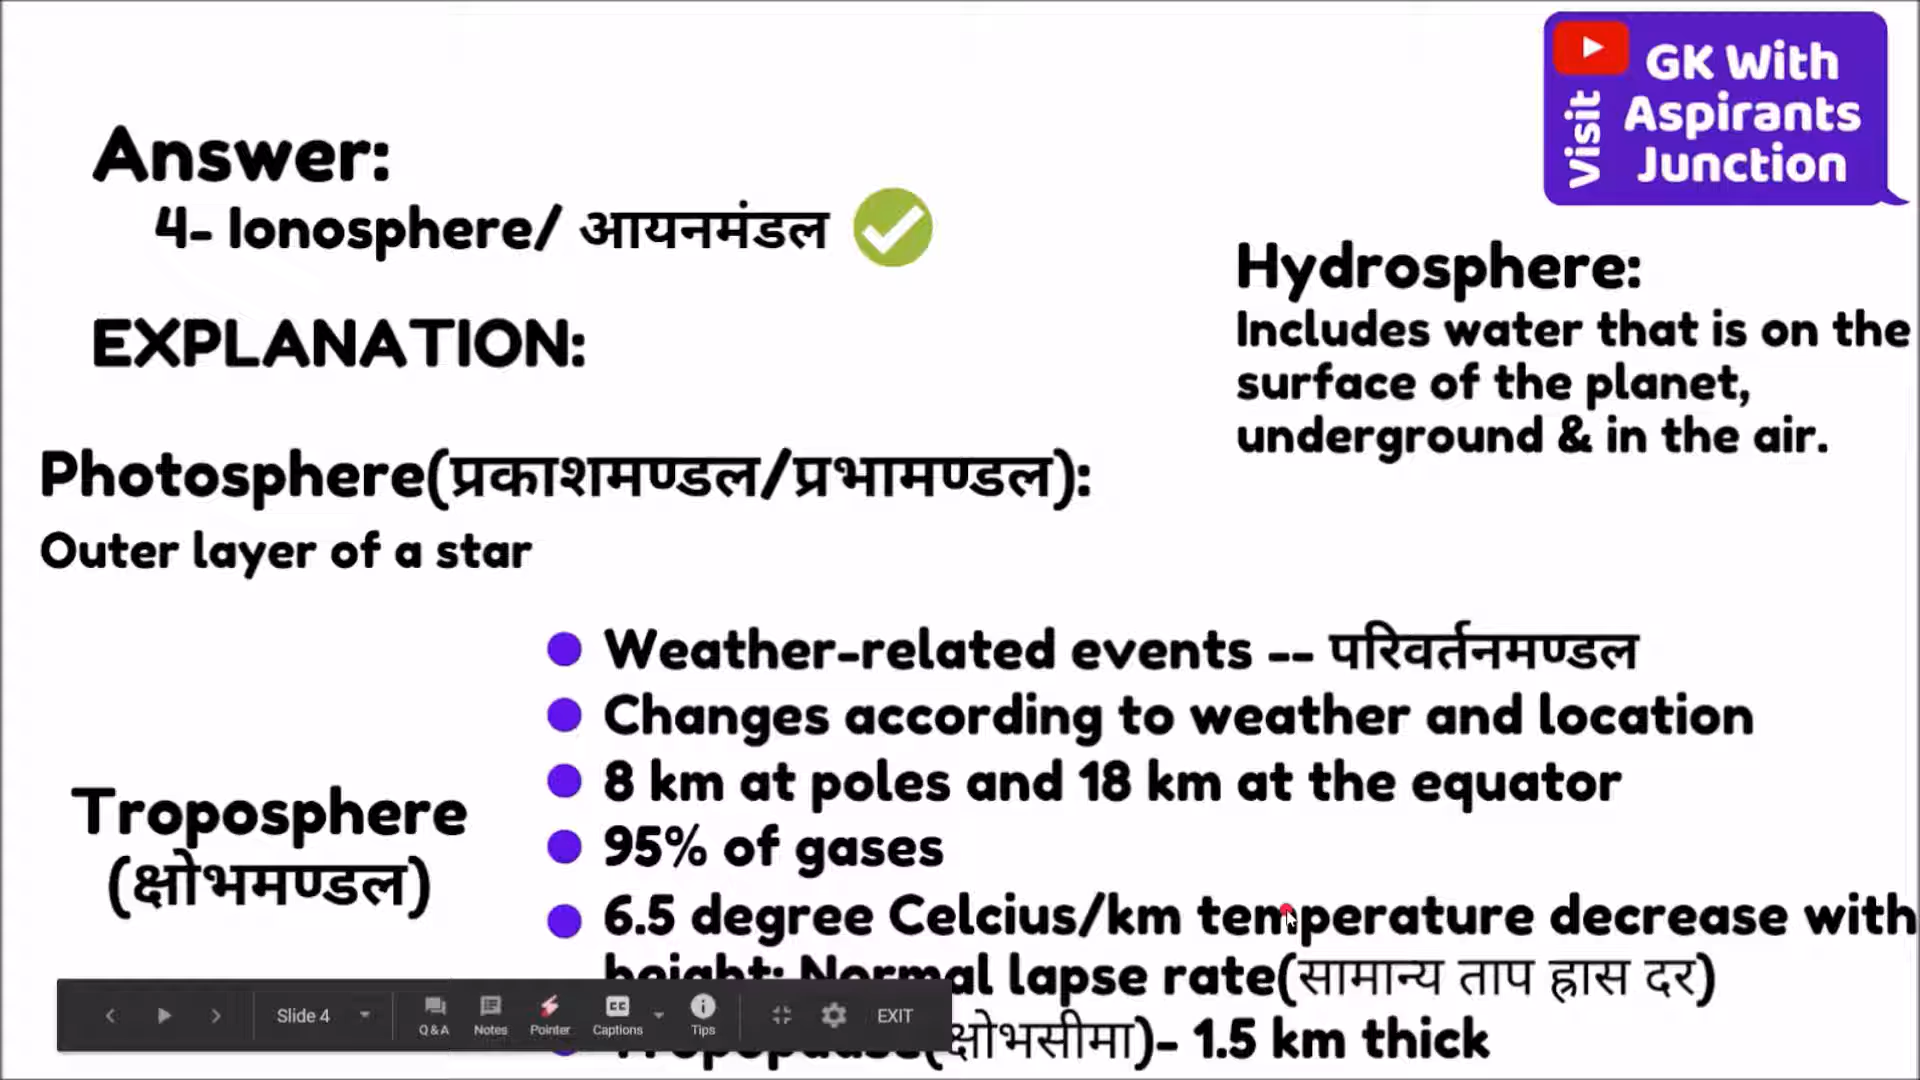 Visit
GK With
Aspirants
Junction
Answer:
4- Ionosphere/ आयनमंडल
EXPLANATION:
Hydrosphere:
Includes water that is on the
surface of the planet,
underground & in the air.
Photosphere(प्रकाशमण्डल/प्रभामण्डल):
Outer layer of a star
Troposphere
(क्षोभमण्डल)
Weather-related events -- परिवर्तनमण्डल
Changes according to weather and location
8 km at poles and 18 km at the equator
95% of gases
6.5 degree Celcius/km temperature decrease with
height: Normal lapse rate(सामान्य ताप ह्रास दर)
Tropopause(क्षोभसीमा)- 1.5 km thick
Slide 4
Q & A
Notes
Pointer
CC
Captions
Tips
EXIT